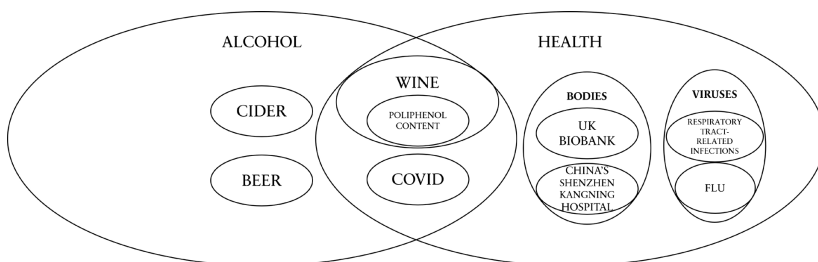 ALCOHOL
HEALTH
CIDER
BEER
WINE
POLIPHENOL
CONTENT
COVID
BODIES
UK
BIOBANK
CHINA'S
SHENZHEN
KANGNING
HOSPITAL
VIRUSES
RESPIRATORY
TRACT-
RELATED
INFECTIONS
FLU